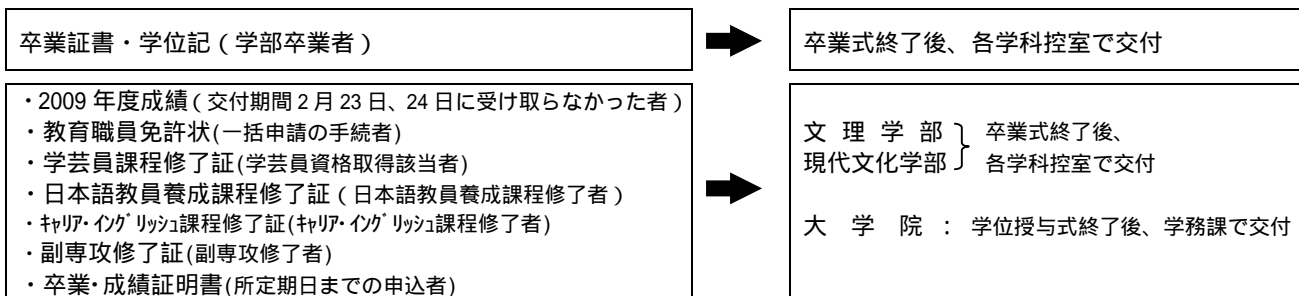 卒業証書・学位記(学部卒業者)
卒業式終了後、各学科控室で交付
・2009 年度成績(交付期間 2 月 23 日、24 日に受け取らなかった者)
・教育職員免許状(一括申請の手続者)
・学芸員課程修了証(学芸員資格取得該当者)
・日本語教員養成課程修了証(日本語教員養成課程修了者)
・キャリア・イングリッシュ課程修了証(キャリア・イングリッシュ課程修了者)
・副専攻修了証(副専攻修了者)
・卒業・成績証明書(所定期日までの申込者)
文 理 学 部 卒業式終了後、
現代文化学部 各学科控室で交付
大 学 院 : 学位授与式終了後、学務課で交付